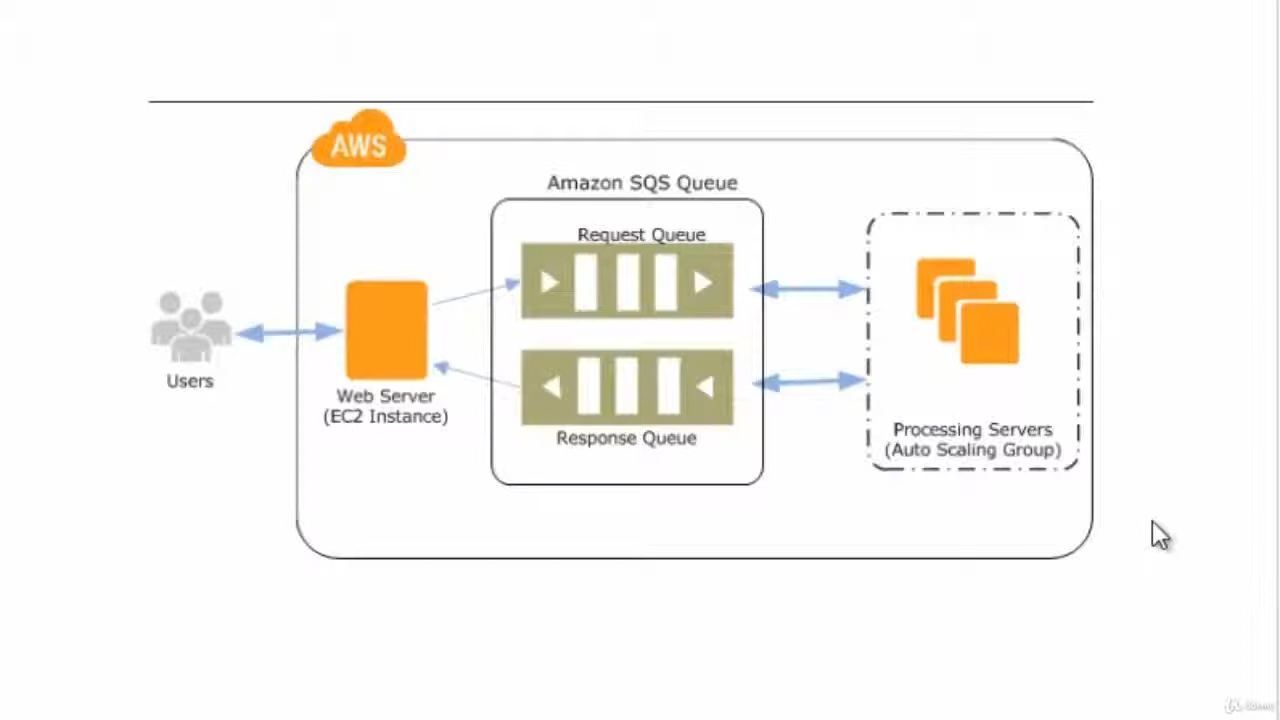 AWS
Amazon SQS Queue
Request Queue
Response Queue
Users
Web Server
(EC2 Instance)
Processing Servers
(Auto Scaling Group)